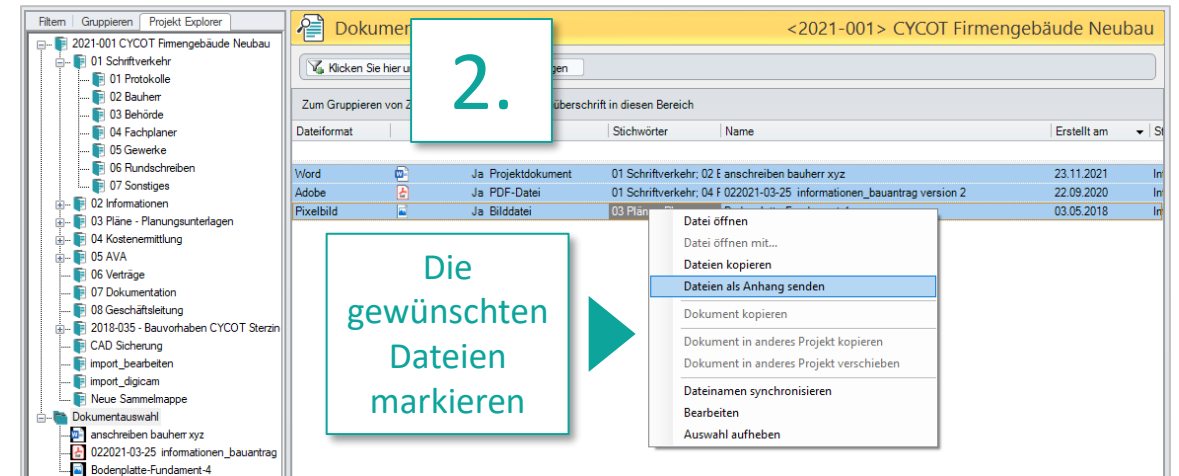 Filtern Gruppieren Projekt Explorer
2021-001 CYCOT Firmengebäude Neubau
01 Schriftverkehr
01 Protokolle
02 Bauherr
03 Behörde
04 Fachplaner
05 Gewerke
06 Rundschreiben
07 Sonstiges
02 Informationen
03 Pläne - Planungsunterlagen
04 Kostenermittlung
05 AVA
06 Verträge
07 Dokumentation
08 Geschäftsleitung
2018-035 - Bauvorhaben CYCOT Sterzin
CAD Sicherung
import_bearbeiten
import_digicam
Neue Sammelmappe
Dokumentauswahl
anschreiben bauherr xyz
022021-03-25 informationen_bauantrag
Bodenplatte-Fundament-4
<2021-001> CYCOT Firmengebäude Neubau
Klicken Sie hier
2.
Zum Gruppieren von
in diesen Bereich
Dateiformat Stichwörter Name Erstellt am
Word Ja Projektdokument 01 Schriftverkehr; 02 anschreiben bauherr xyz 23.11.2021
Adobe Ja PDF-Datei 01 Schriftverkehr; 04 022021-03-25 informationen_bauantrag version 2 22.09.2020
Pixelbild Ja Bilddatei 03 03.05.2018
Die
gewünschten
Dateien
markieren
Datei öffnen
Datei öffnen mit...
Dateien kopieren
Dateien als Anhang senden
Dokument kopieren
Dokument in anderes Projekt kopieren
Dokument in anderes Projekt verschieben
Dateinamen synchronisieren
Bearbeiten
Auswahl aufheben